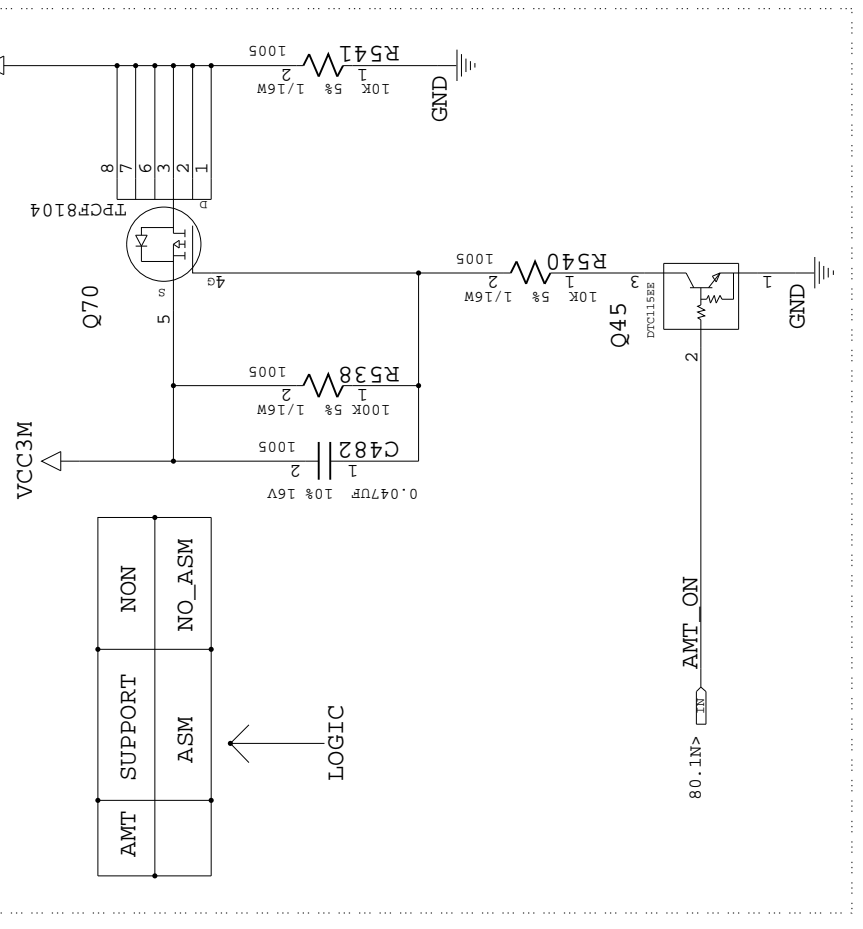 1005
R541
2
1
1/16W 5% 10K
GND
8
7
6
3
2
1
D
TPCF8104
Q70
4G
S
5
1005
R540
2
1
1/16W 5% 10K
3
Q45
DTC115EE
1
GND
2
1005
R538
2
1
1/16W 5% 100K
VCC3M
1005
C482
2
1
16V 10% 0.047UF
NON
NO_ASM
SUPPORT
ASM
AMT
LOGIC
AMT_ON
IN
80.1N>